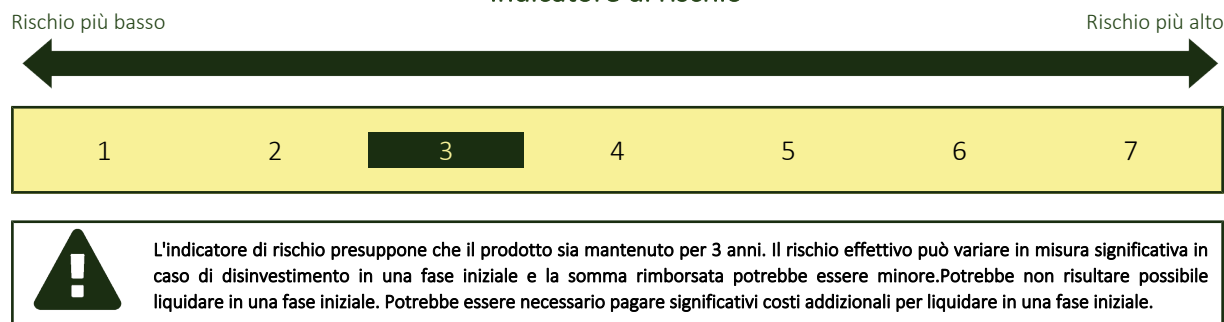 Indicatore di rischio
Rischio più basso
Rischio più alto
1 2 3 4 5 6 7
L'indicatore di rischio presuppone che il prodotto sia mantenuto per 3 anni. Il rischio effettivo può variare in misura significativa in
caso di disinvestimento in una fase iniziale e la somma rimborsata potrebbe essere minore.Potrebbe non risultare possibile
liquidare in una fase iniziale. Potrebbe essere necessario pagare significativi costi addizionali per liquidare in una fase iniziale.